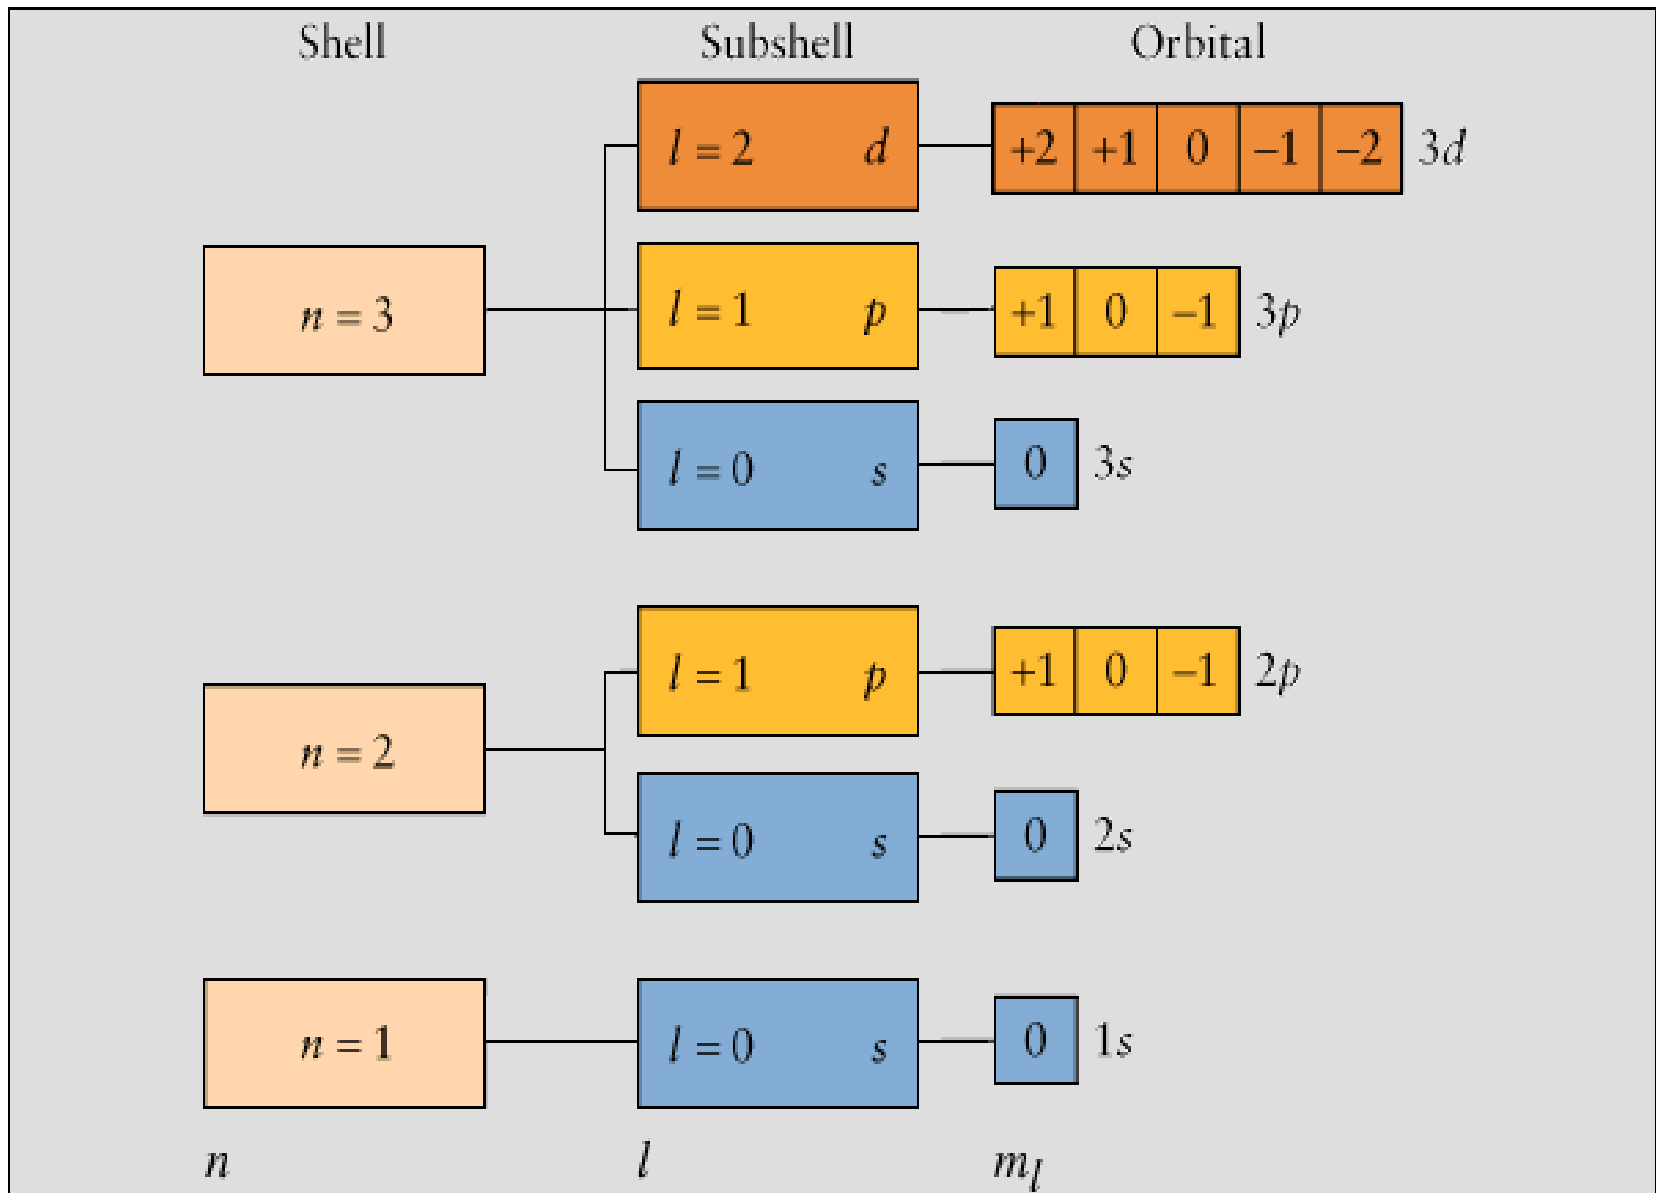 Shell Subshell Orbital
l = 2 d +2 +1 0 –1 –2 3d
n = 3 l = 1 p +1 0 –1 3p
l = 0 s 0 3s
l = 1 p +1 0 –1 2p
n = 2
l = 0 s 0 2s
n = 1 l = 0 s 0 1s
n l ml